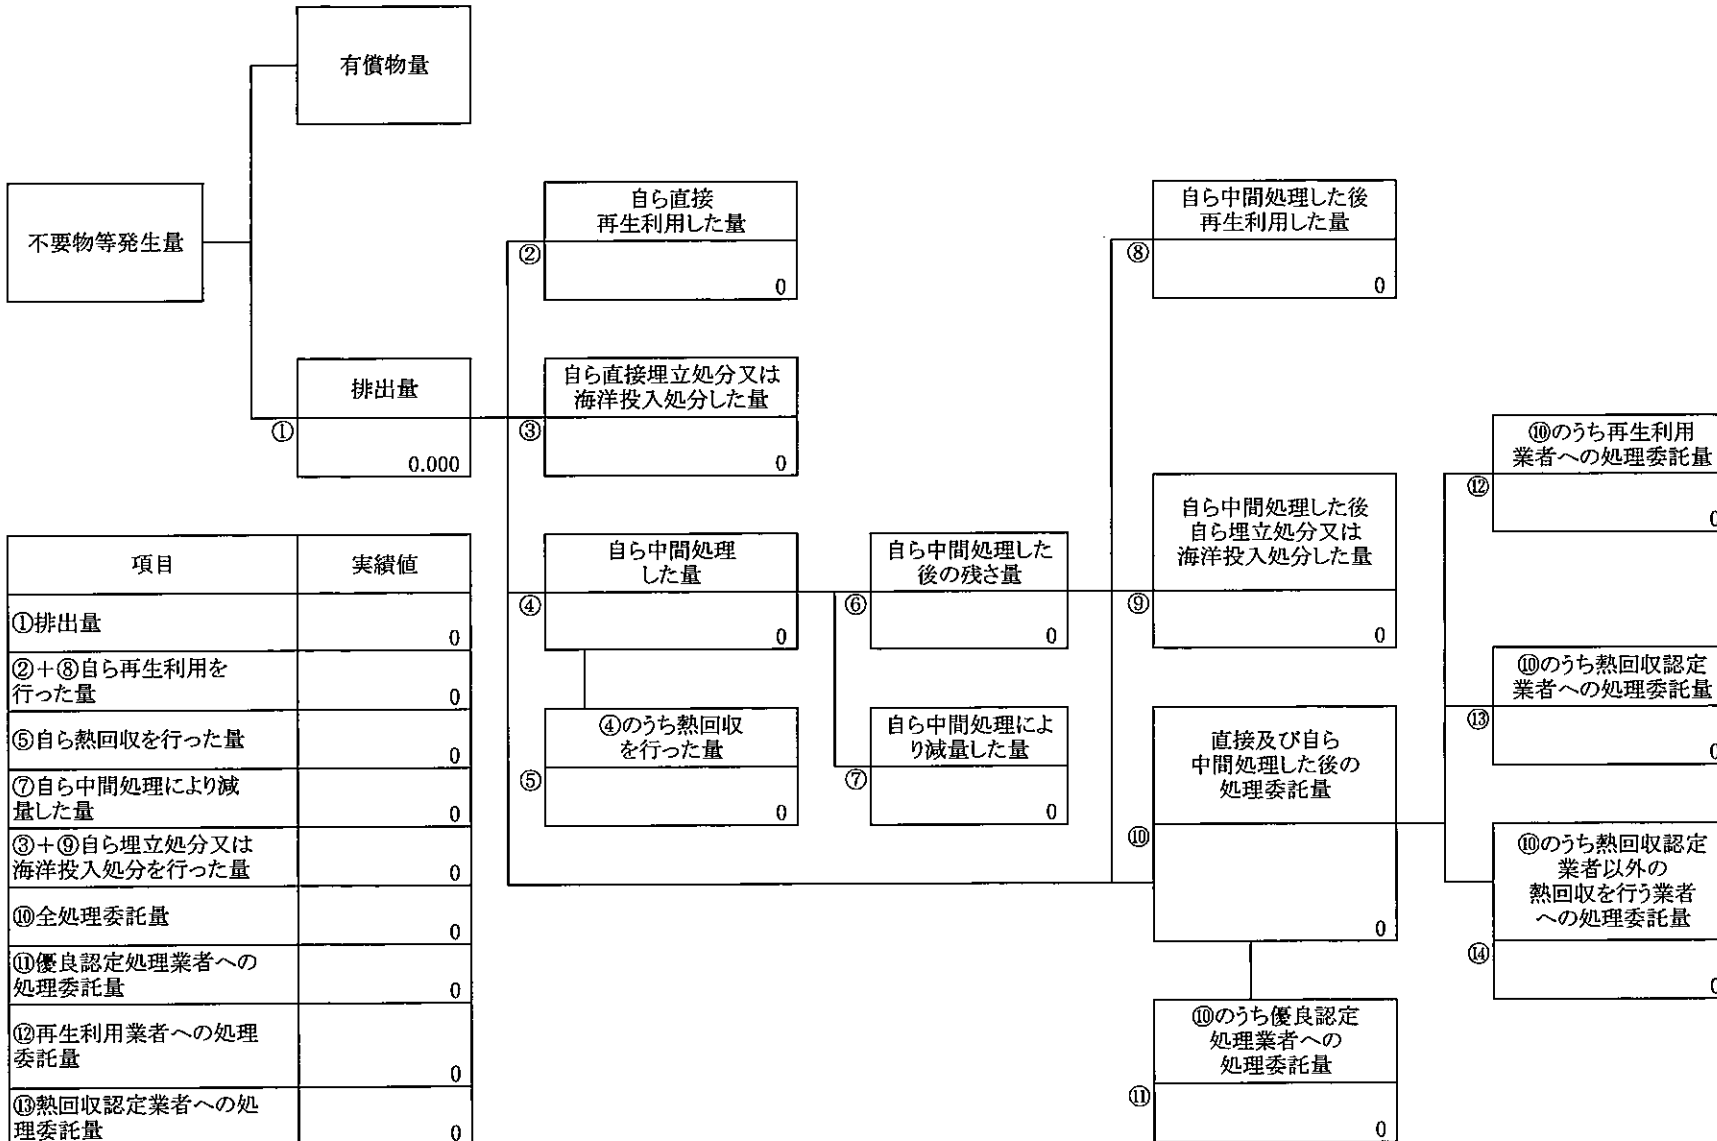 有償物量
不要物等発生量
自ら直接
再生利用した量
②
0
自ら中間処理した後
再生利用した量
⑧
0
排出量
①
0.000
自ら直接埋立処分又は
海洋投入処分した量
③
0
⑩のうち再生利用
業者への処理委託量
⑫
0
自ら中間処理した後
自ら埋立処分又は
海洋投入処分した量
⑨
0
自ら中間処理
した量
④
0
自ら中間処理した
後の残さ量
⑥
0
④のうち熱回収
を行った量
⑤
0
自ら中間処理によ
り減量した量
⑦
0
直接及び自ら
中間処理した後の
処理委託量
⑩
0
⑩のうち熱回収認定
業者への処理委託量
⑬
0
⑩のうち熱回収認定
業者以外の
熱回収を行う業者
への処理委託量
⑭
0
⑩のうち優良認定
処理業者への
処理委託量
⑪
0
項目 実績値
①排出量 0
②+⑧自ら再生利用を
行った量 0
⑤自ら熱回収を行った量 0
⑦自ら中間処理により減
量した量 0
③+⑨自ら埋立処分又は
海洋投入処分を行った量 0
⑩全処理委託量 0
⑪優良認定処理業者への
処理委託量 0
⑫再生利用業者への処理
委託量 0
⑬熱回収認定業者への処
理委託量 0